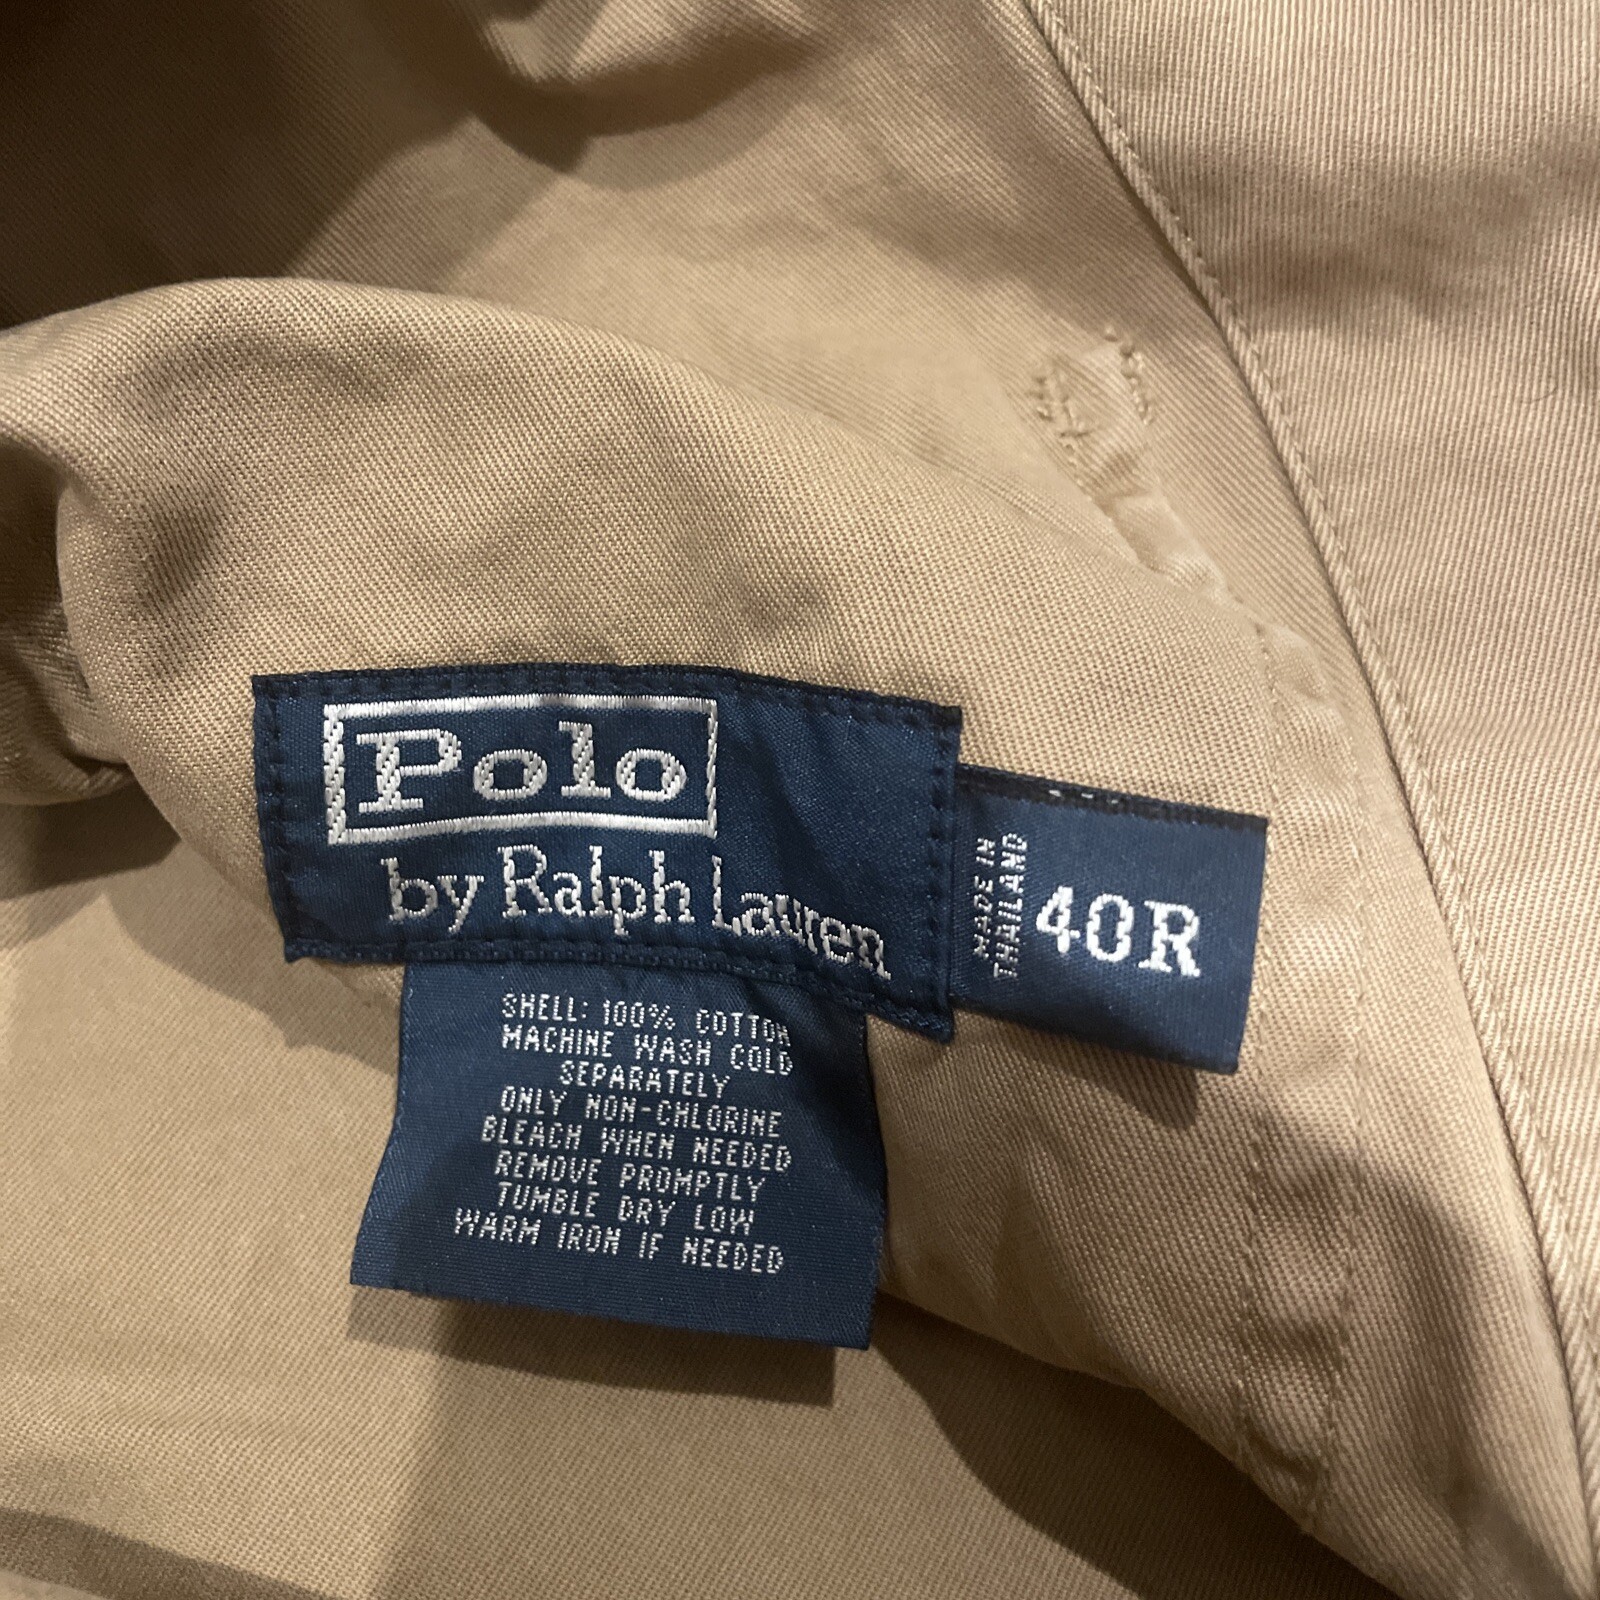 Polo
by Ralph Lauren
MADE IN
THAILAND
40R
SHELL: 100% COTTON
MACHINE WASH COLD
SEPARATELY
ONLY NON-CHLORINE
BLEACH WHEN NEEDED
REMOVE PROMPTLY
TUMBLE DRY LOW
WARM IRON IF NEEDED